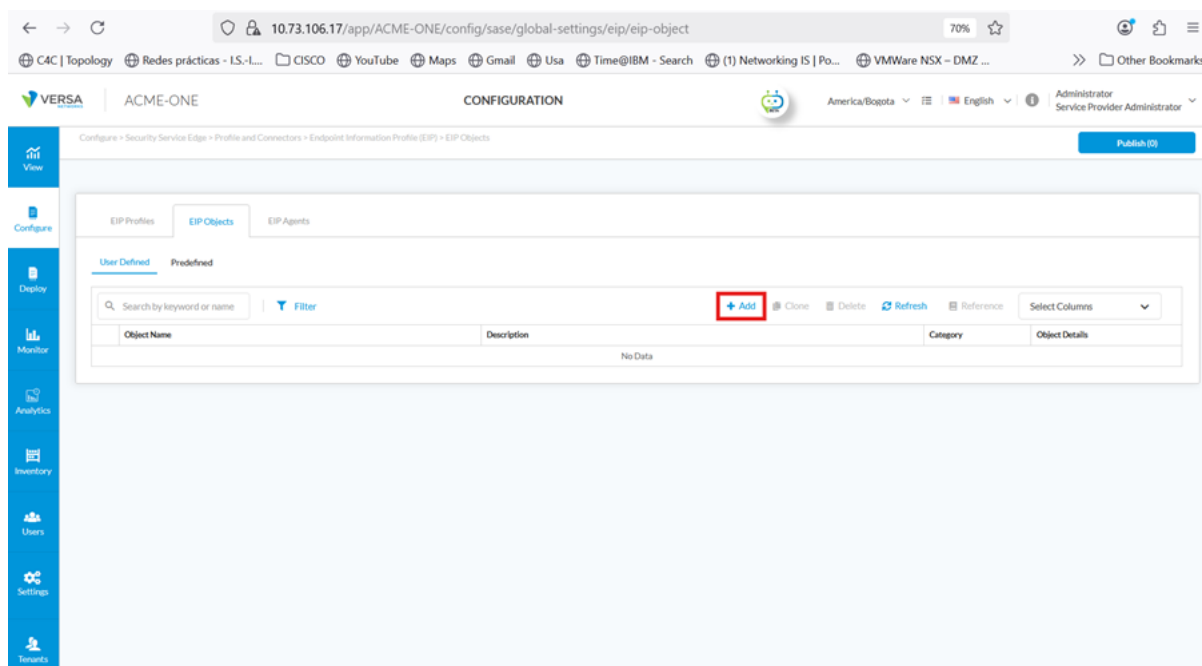 10.73.106.17/app/ACME-ONE/config/sase/global-settings/eip/eip-object 70%
C4C | Topology Redes prácticas - I.S.-I.... CISCO YouTube Maps Gmail Usa Time@IBM - Search (1) Networking IS | Po... VMWare NSX – DMZ ... Other Bookmarks
VERSA NETWORKS ACME-ONE CONFIGURATION America/Bogota English Administrator
Service Provider Administrator
Configure > Security Service Edge > Profile and Connectors > Endpoint Information Profile (EIP) > EIP Objects
Publish (0)
View
Configure
Deploy
Monitor
Analytics
Inventory
Users
Settings
Tenants
EIP Profiles EIP Objects EIP Agents
User Defined Predefined
Search by keyword or name Filter + Add Clone Delete Refresh Reference Select Columns
Object Name Description Category Object Details
No Data